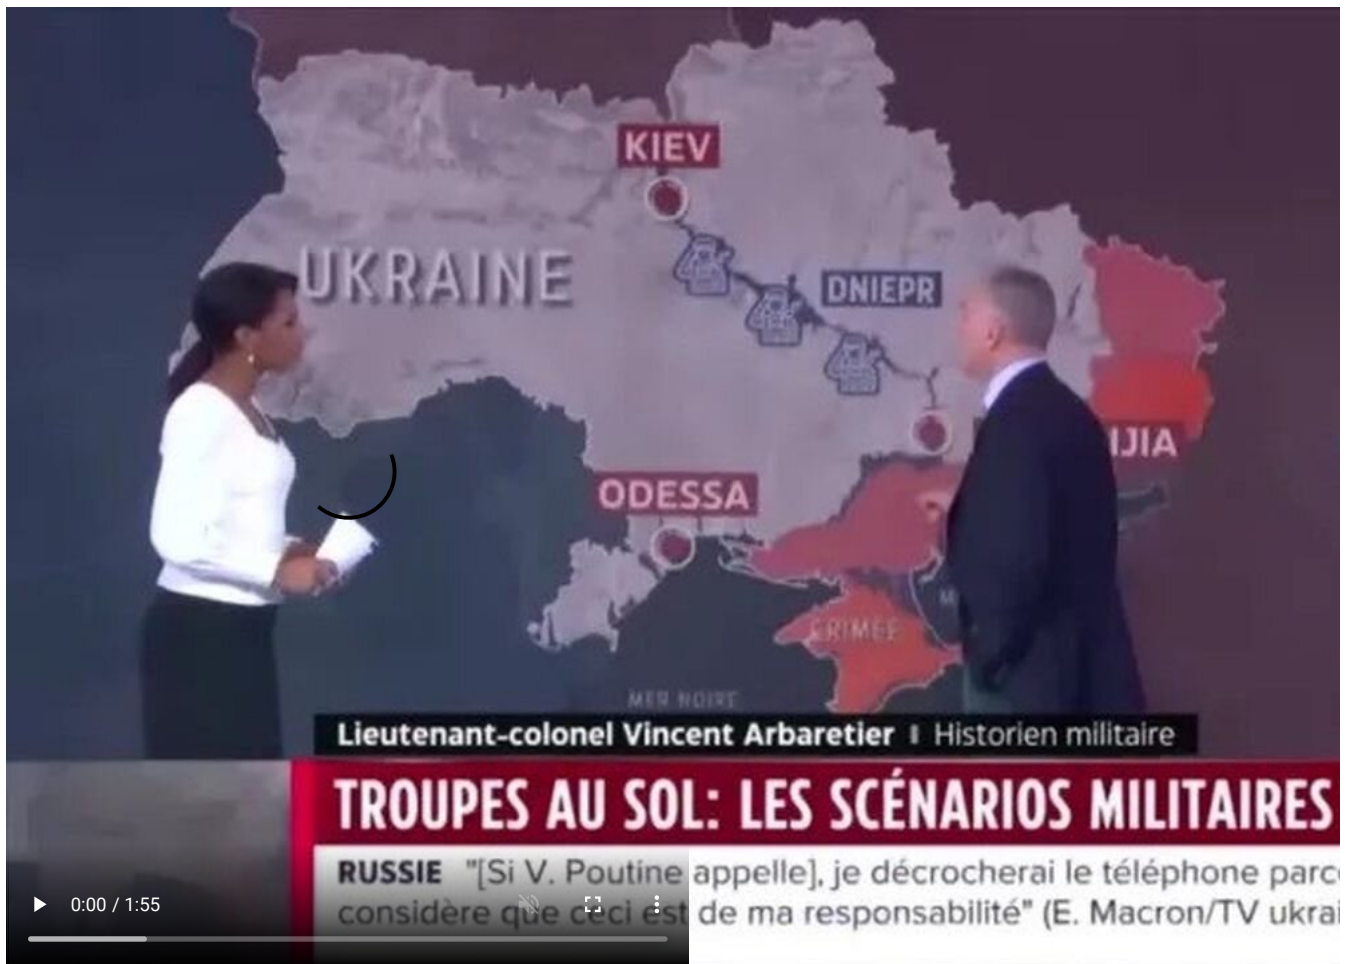 KIEV
UKRAINE
DNIEPR
IJIA
ODESSA
CRIMÉE
M
MER NOIRE
Lieutenant-colonel Vincent Arbaretier Historien militaire
TROUPES AU SOL: LES SCÉNARIOS MILITAIRES
RUSSIE "[Si V. Poutine appelle], je décrocherai le téléphone parc
considère que ceci est de ma responsabilité" (E. Macron/TV ukrai
0:00 / 1:55